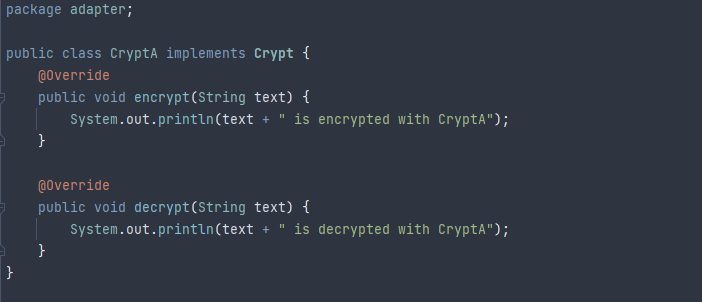 package adapter;
public class CryptA implements Crypt {
    @Override
    public void encrypt(String text) {
        System.out.println(text + " is encrypted with CryptA");
    }
    @Override
    public void decrypt(String text) {
        System.out.println(text + " is decrypted with CryptA");
    }
}